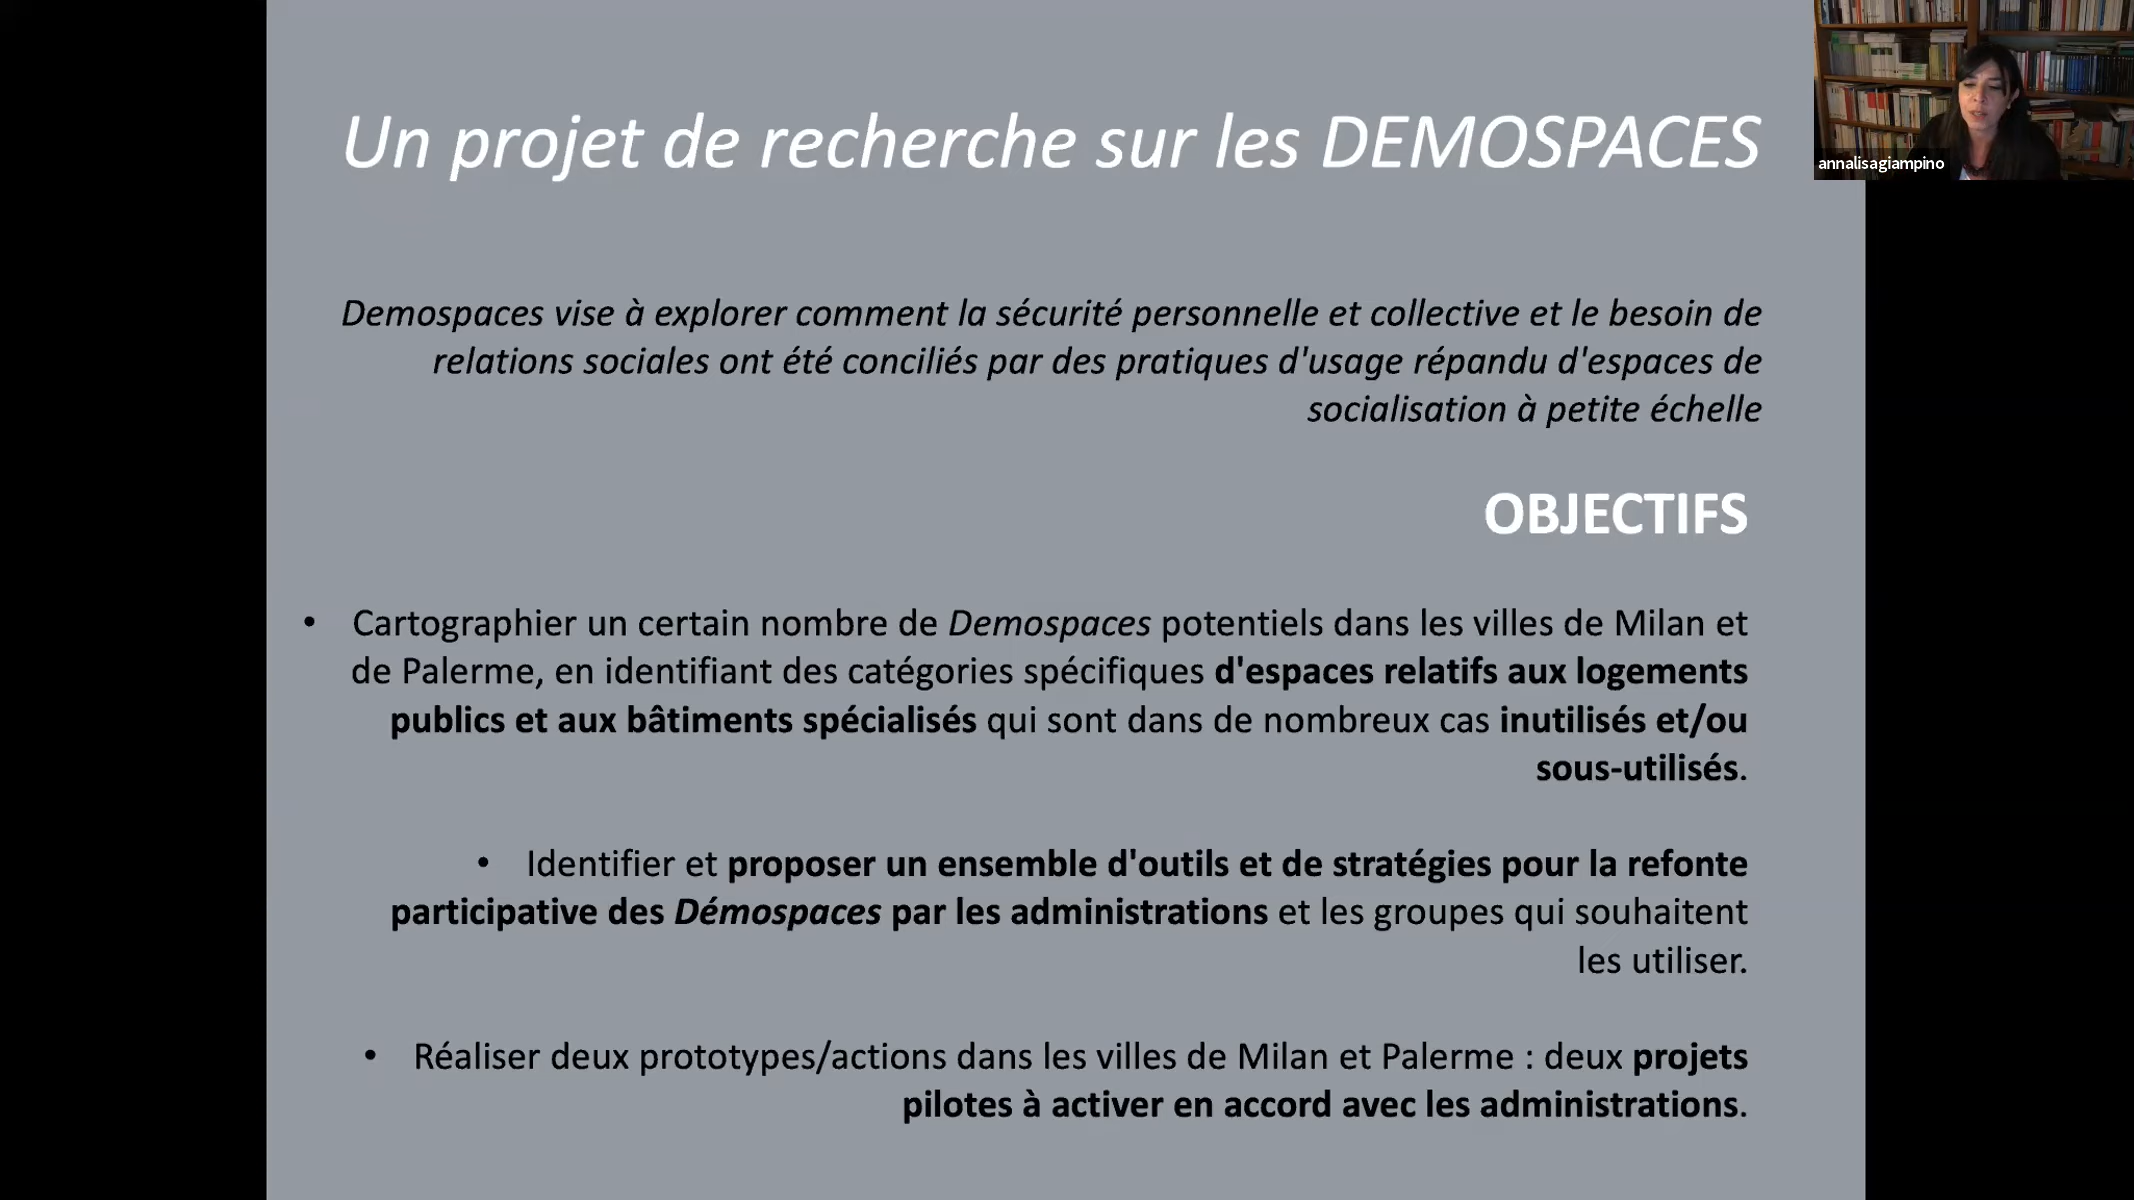 Un projet de recherche sur les DEMOSPACES
annalisagiampino
Demospaces vise à explorer comment la sécurité personnelle et collective et le besoin de
relations sociales ont été conciliés par des pratiques d'usage répandu d'espaces de
socialisation à petite échelle
OBJECTIFS
• Cartographier un certain nombre de Demospaces potentiels dans les villes de Milan et
de Palerme, en identifiant des catégories spécifiques d'espaces relatifs aux logements
publics et aux bâtiments spécialisés qui sont dans de nombreux cas inutilisés et/ou
sous-utilisés.
• Identifier et proposer un ensemble d'outils et de stratégies pour la refonte
participative des Démospaces par les administrations et les groupes qui souhaitent
les utiliser.
• Réaliser deux prototypes/actions dans les villes de Milan et Palerme : deux projets
pilotes à activer en accord avec les administrations.